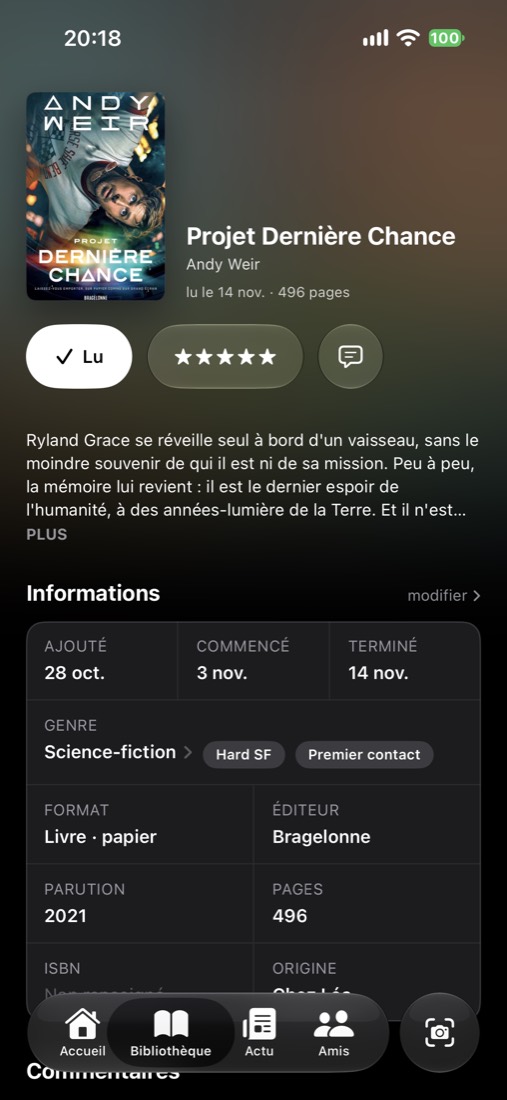 20:18
100
ANDY
WEIR
PROJET
DERNIÈRE
CHANCE
BRAGELONNE
Projet Dernière Chance
Andy Weir
lu le 14 nov. · 496 pages
Lu
Ryland Grace se réveille seul à bord d'un vaisseau, sans le
moindre souvenir de qui il est ni de sa mission. Peu à peu,
la mémoire lui revient : il est le dernier espoir de
l'humanité, à des années-lumière de la Terre. Et il n'est...
PLUS
Informations
modifier
AJOUTÉ
28 oct.
COMMENCÉ
3 nov.
TERMINÉ
14 nov.
GENRE
Science-fiction
Hard SF
Premier contact
FORMAT
Livre · papier
ÉDITEUR
Bragelonne
PARUTION
2021
PAGES
496
ISBN
Non renseigné
ORIGINE
Chez Léo
Accueil
Bibliothèque
Actu
Amis
Commentaires